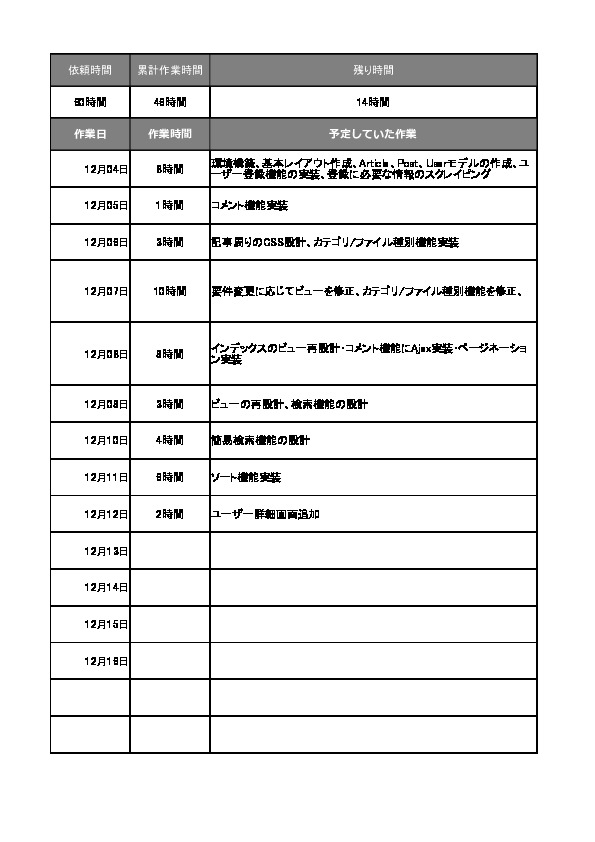 依頼時間 累計作業時間 残り時間
60時間 46時間 14時間
作業日 作業時間 予定していた作業
12月04日 6時間 環境構築、基本レイアウト作成、Article、Post、Userモデルの作成、ユ
ーザー登録機能の実装、登録に必要な情報のスクレイピング
12月05日 1時間 コメント機能実装
12月06日 3時間 記事周りのCSS設計、カテゴリ/ファイル種別機能実装
12月07日 10時間 要件変更に応じてビューを修正、カテゴリ/ファイル種別機能を修正、
12月08日 8時間 インデックスのビュー再設計・コメント機能にAjax実装・ページネーショ
ン実装
12月09日 3時間 ビューの再設計、検索機能の設計
12月10日 4時間 簡易検索機能の設計
12月11日 9時間 ソート機能実装
12月12日 2時間 ユーザー詳細画面追加
12月13日
12月14日
12月15日
12月16日